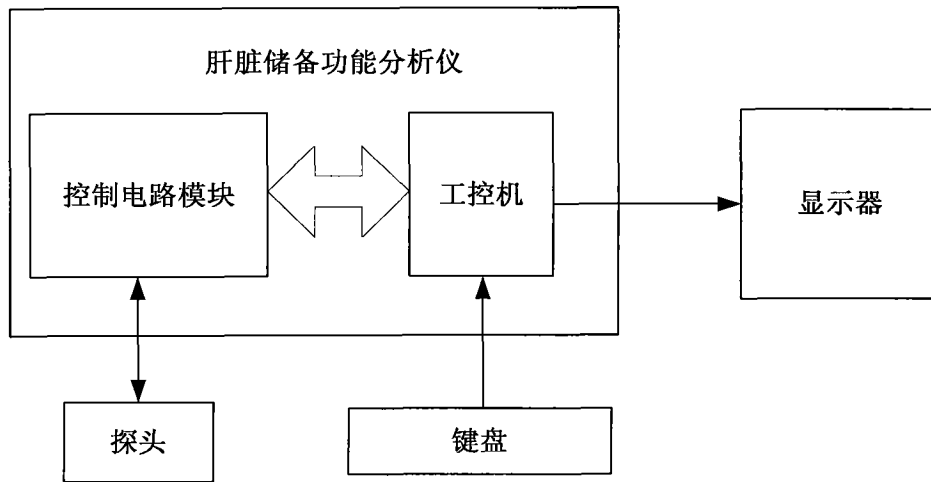 肝脏储备功能分析仪
控制电路模块
工控机
显示器
探头
键盘